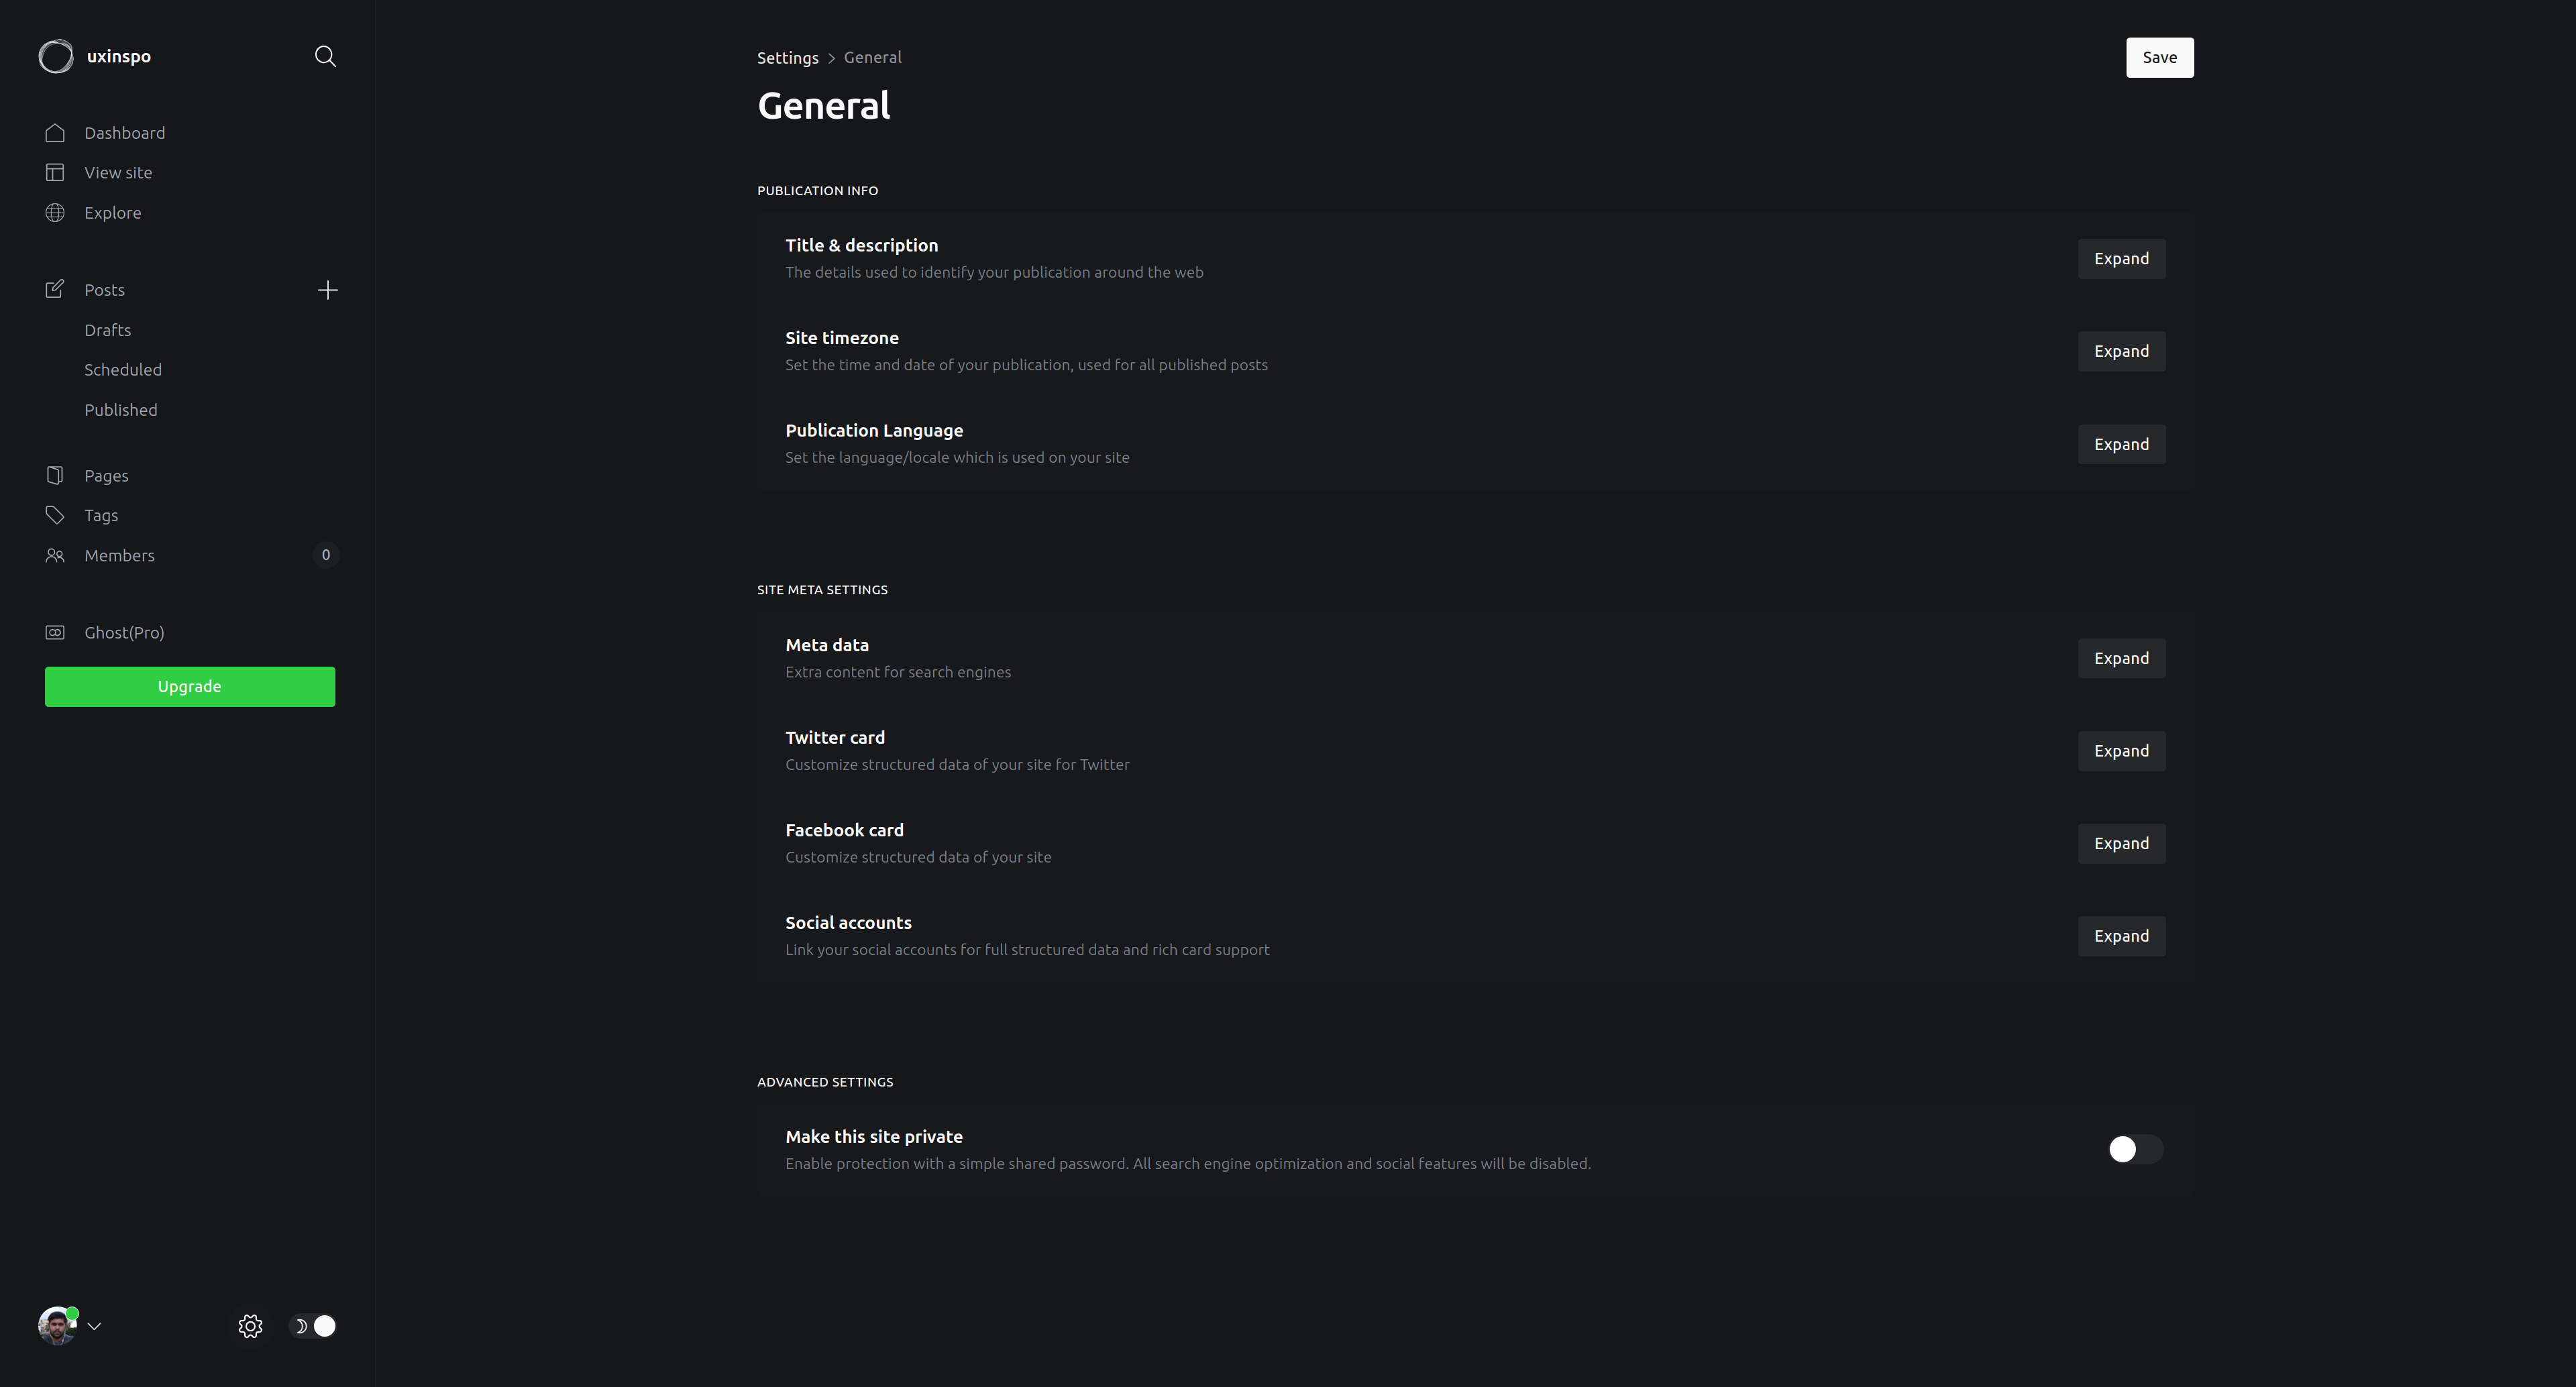 uxinspo
Dashboard
View site
Explore
Posts
Drafts
Scheduled
Published
Pages
Tags
Members 0
Ghost(Pro)
Upgrade
Settings > General
Save
General
PUBLICATION INFO
Title & description
The details used to identify your publication around the web
Expand
Site timezone
Set the time and date of your publication, used for all published posts
Expand
Publication Language
Set the language/locale which is used on your site
Expand
SITE META SETTINGS
Meta data
Extra content for search engines
Expand
Twitter card
Customize structured data of your site for Twitter
Expand
Facebook card
Customize structured data of your site
Expand
Social accounts
Link your social accounts for full structured data and rich card support
Expand
ADVANCED SETTINGS
Make this site private
Enable protection with a simple shared password. All search engine optimization and social features will be disabled.